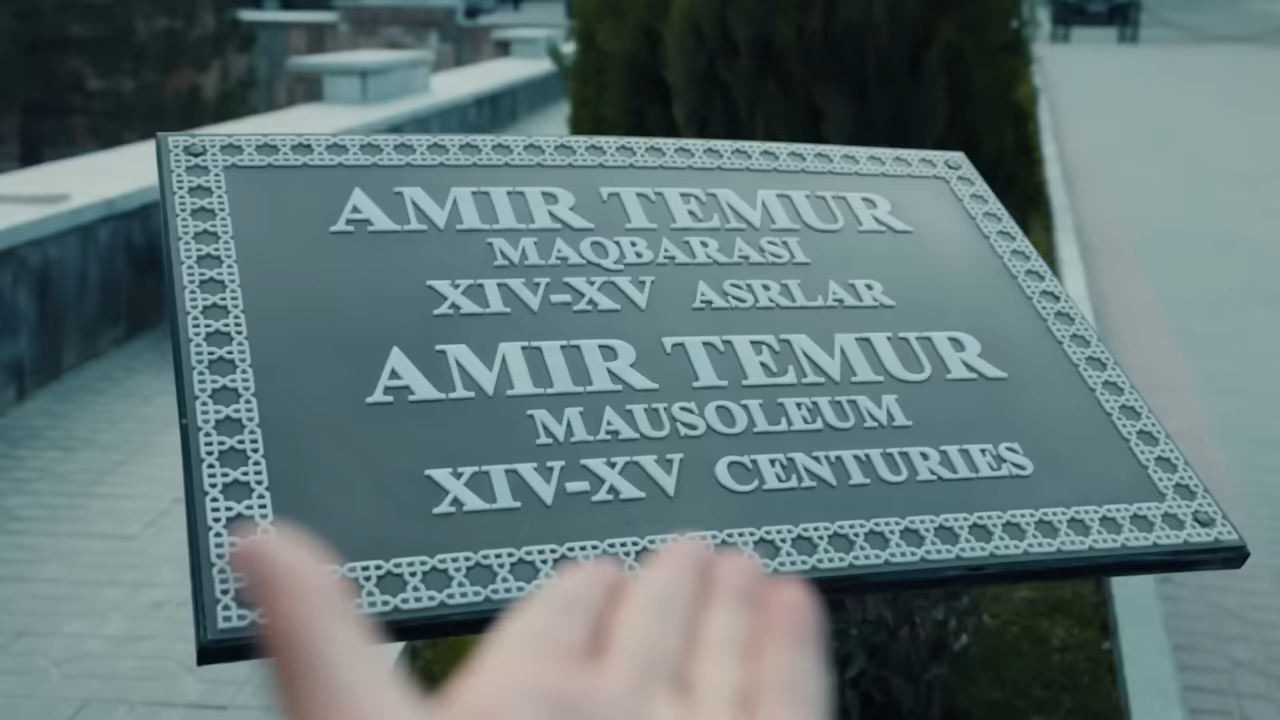 AMIR TEMUR
MAQBARASI
XIV-XV ASRLAR
AMIR TEMUR
MAUSOLEUM
XIV-XV CENTURIES